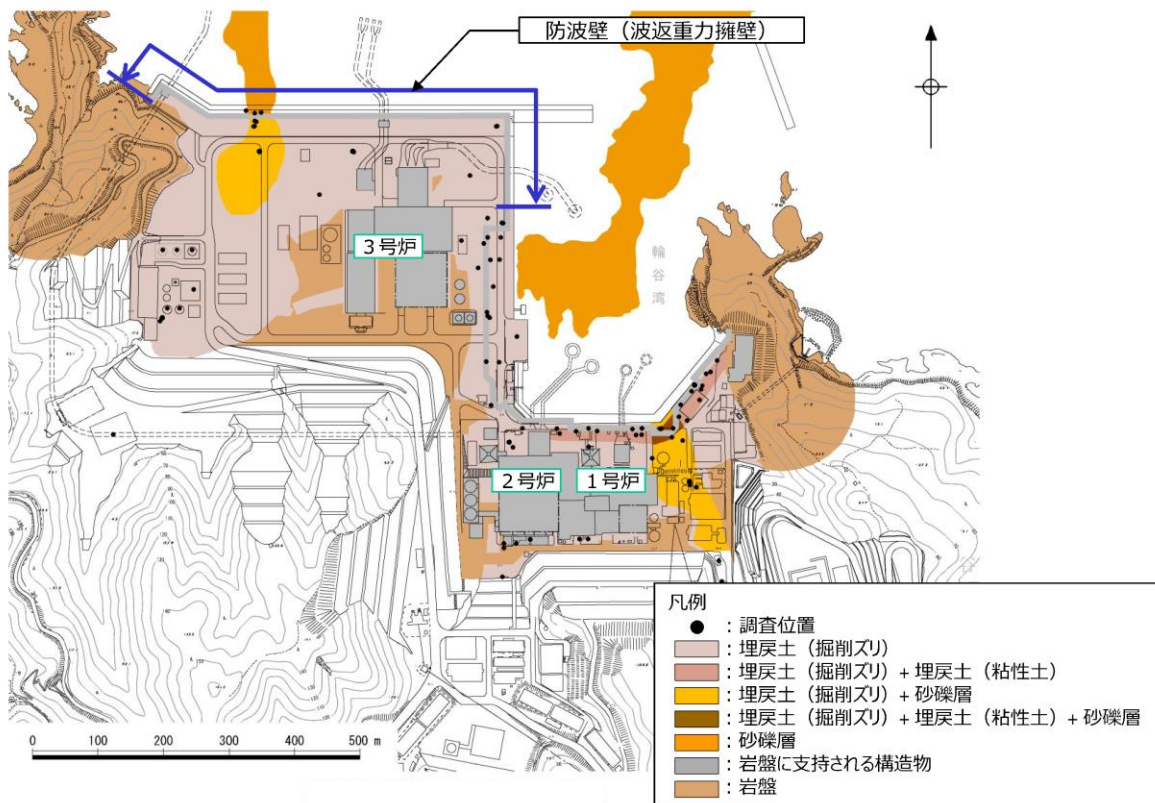 防波壁（波返重力擁壁）
３号炉
輪谷湾
２号炉
１号炉
凡例
：調査位置
：埋戻土（掘削ズリ）
：埋戻土（掘削ズリ）＋埋戻土（粘性土）
：埋戻土（掘削ズリ）＋砂礫層
：埋戻土（掘削ズリ）＋埋戻土（粘性土）＋砂礫層
：砂礫層
：岩盤に支持される構造物
：岩盤
0 100 200 300 400 500 m